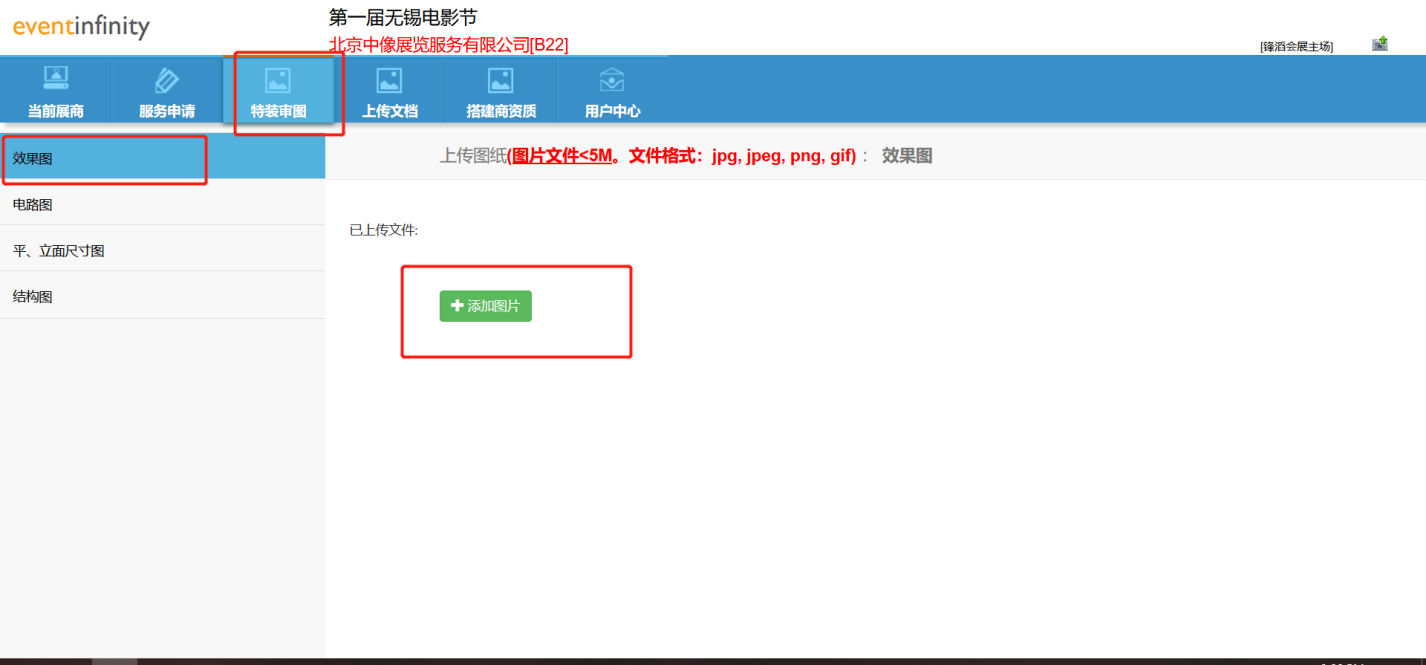 eventinfinity
第一届无锡电影节
北京中像展览服务有限公司[B22]
[锋滔会展主场]
当前展商
服务申请
特装审图
上传文档
搭建商资质
用户中心
效果图
上传图纸(图片文件<5M。文件格式：jpg, jpeg, png, gif)： 效果图
电路图
已上传文件:
平、立面尺寸图
结构图
添加图片